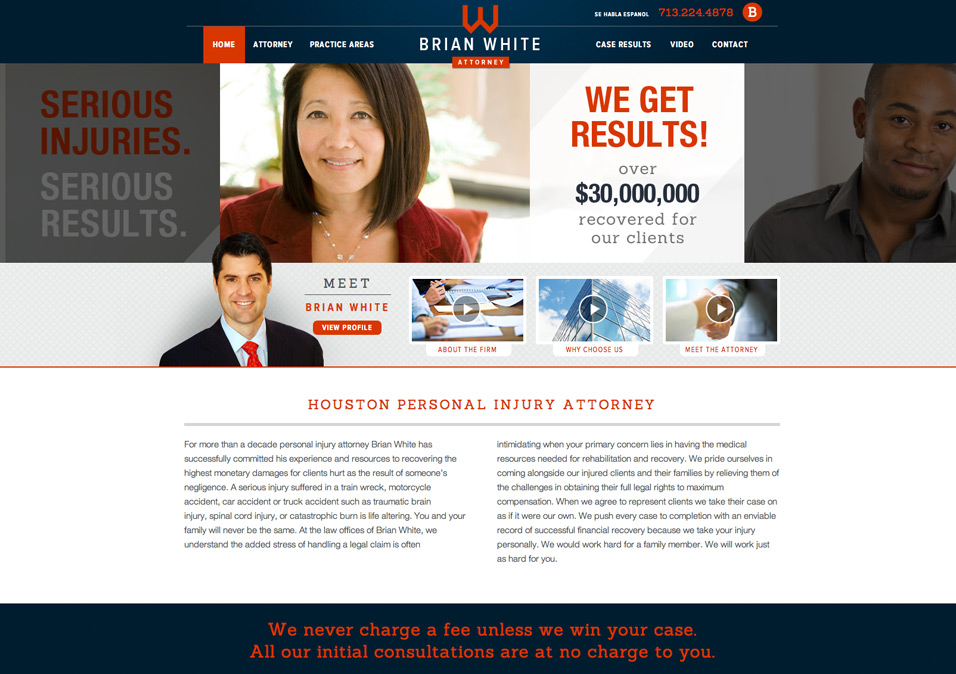 SE HABLA ESPANOL 713.224.4878 B
W
HOME ATTORNEY PRACTICE AREAS
BRIAN WHITE
ATTORNEY
CASE RESULTS VIDEO CONTACT
SERIOUS
INJURIES.
SERIOUS
RESULTS.
WE GET
RESULTS!
over
$30,000,000
recovered for
our clients
MEET
BRIAN WHITE
VIEW PROFILE
ABOUT THE FIRM
WHY CHOOSE US
MEET THE ATTORNEY
HOUSTON PERSONAL INJURY ATTORNEY
For more than a decade personal injury attorney Brian White has
successfully committed his experience and resources to recovering the
highest monetary damages for clients hurt as the result of someone's
negligence. A serious injury suffered in a train wreck, motorcycle
accident, car accident or truck accident such as traumatic brain
injury, spinal cord injury, or catastrophic burn is life altering. You and your
family will never be the same. At the law offices of Brian White, we
understand the added stress of handling a legal claim is often
intimidating when your primary concern lies in having the medical
resources needed for rehabilitation and recovery. We pride ourselves in
coming alongside our injured clients and their families by relieving them of
the challenges in obtaining their full legal rights to maximum
compensation. When we agree to represent clients we take their case on
as if it were our own. We push every case to completion with an enviable
record of successful financial recovery because we take your injury
personally. We would work hard for a family member. We will work just
as hard for you.
We never charge a fee unless we win your case.
All our initial consultations are at no charge to you.